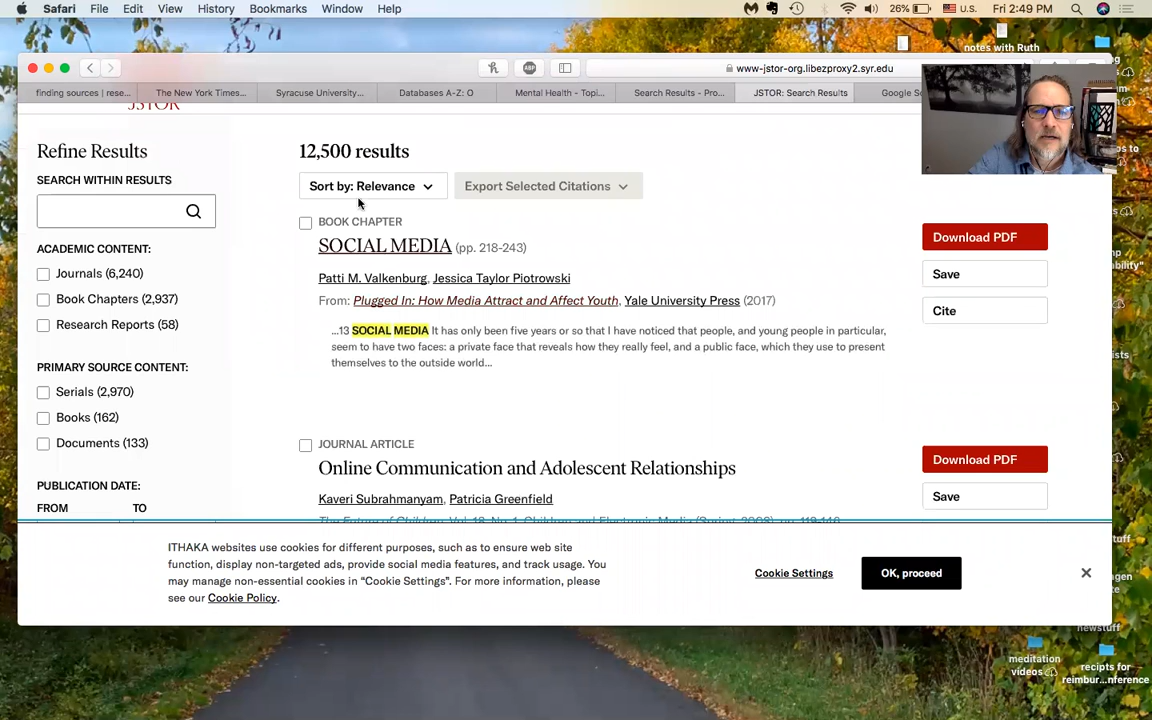 Safari File Edit View History Bookmarks Window Help 26% U.S. Fri 2:49 PM
notes with Ruth
www-jstor-org.libezproxy2.syr.edu
finding sources | rese... The New York Times... Syracuse University... Databases A-Z: O Mental Health - Topi... Search Results - Pro... JSTOR: Search Results Google Sc
JSTOR
Refine Results
SEARCH WITHIN RESULTS
ACADEMIC CONTENT:
Journals (6,240)
Book Chapters (2,937)
Research Reports (58)
PRIMARY SOURCE CONTENT:
Serials (2,970)
Books (162)
Documents (133)
PUBLICATION DATE:
FROM TO
12,500 results
Sort by: Relevance Export Selected Citations
BOOK CHAPTER
SOCIAL MEDIA (pp. 218-243)
Patti M. Valkenburg, Jessica Taylor Piotrowski
From: Plugged In: How Media Attract and Affect Youth, Yale University Press (2017)
...13 SOCIAL MEDIA It has only been five years or so that I have noticed that people, and young people in particular,
seem to have two faces: a private face that reveals how they really feel, and a public face, which they use to present
themselves to the outside world...
Download PDF
Save
Cite
JOURNAL ARTICLE
Online Communication and Adolescent Relationships
Kaveri Subrahmanyam, Patricia Greenfield
Download PDF
Save
ITHAKA websites use cookies for different purposes, such as to ensure web site
function, display non-targeted ads, provide social media features, and track usage. You
may manage non-essential cookies in “Cookie Settings”. For more information, please
see our Cookie Policy.
Cookie Settings OK, proceed
newstuff
meditation
videos
recipts for
reimbur...nference